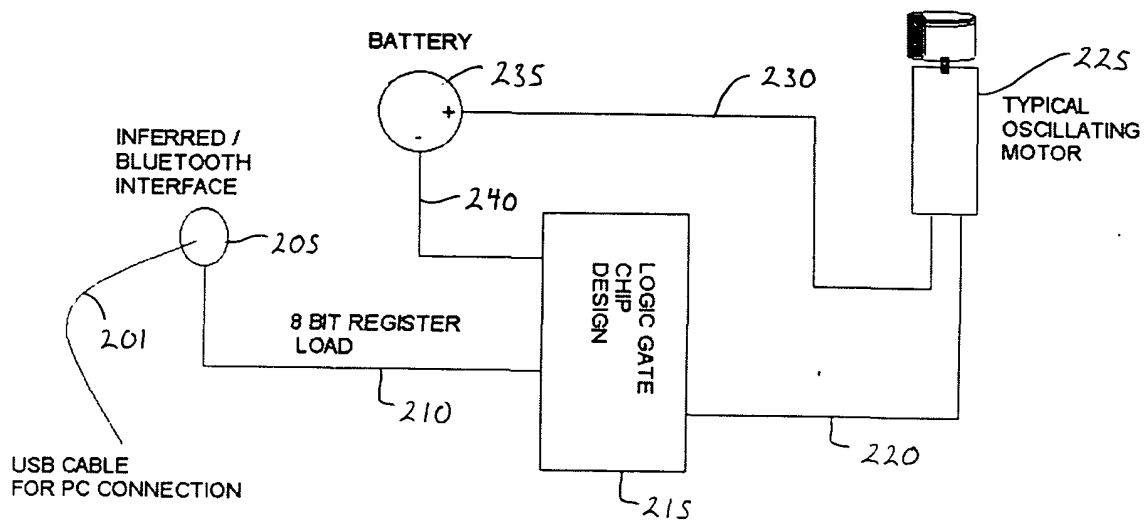 BATTERY
235
+
-
230
225
TYPICAL
OSCILLATING
MOTOR
INFERRED /
BLUETOOTH
INTERFACE
205
240
LOGIC GATE
CHIP
DESIGN
201
8 BIT REGISTER
LOAD
210
220
USB CABLE
FOR PC CONNECTION
215